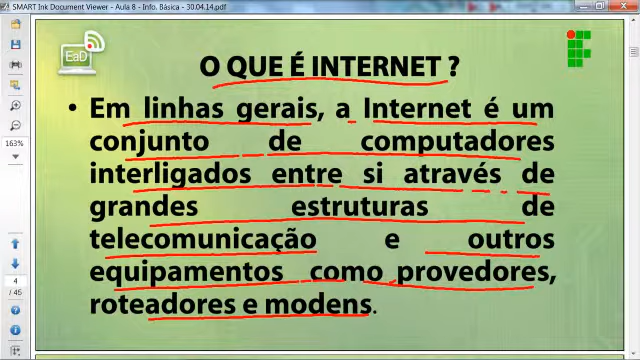 SMART Ink Document Viewer - Aula 8 - Info. Básica - 30.04.14.pdf
EaD
O QUE É INTERNET ?
163%
• Em linhas gerais, a Internet é um
conjunto de computadores
interligados entre si através de
grandes estruturas de
telecomunicação e outros
equipamentos como provedores,
roteadores e modens.
4
/ 45